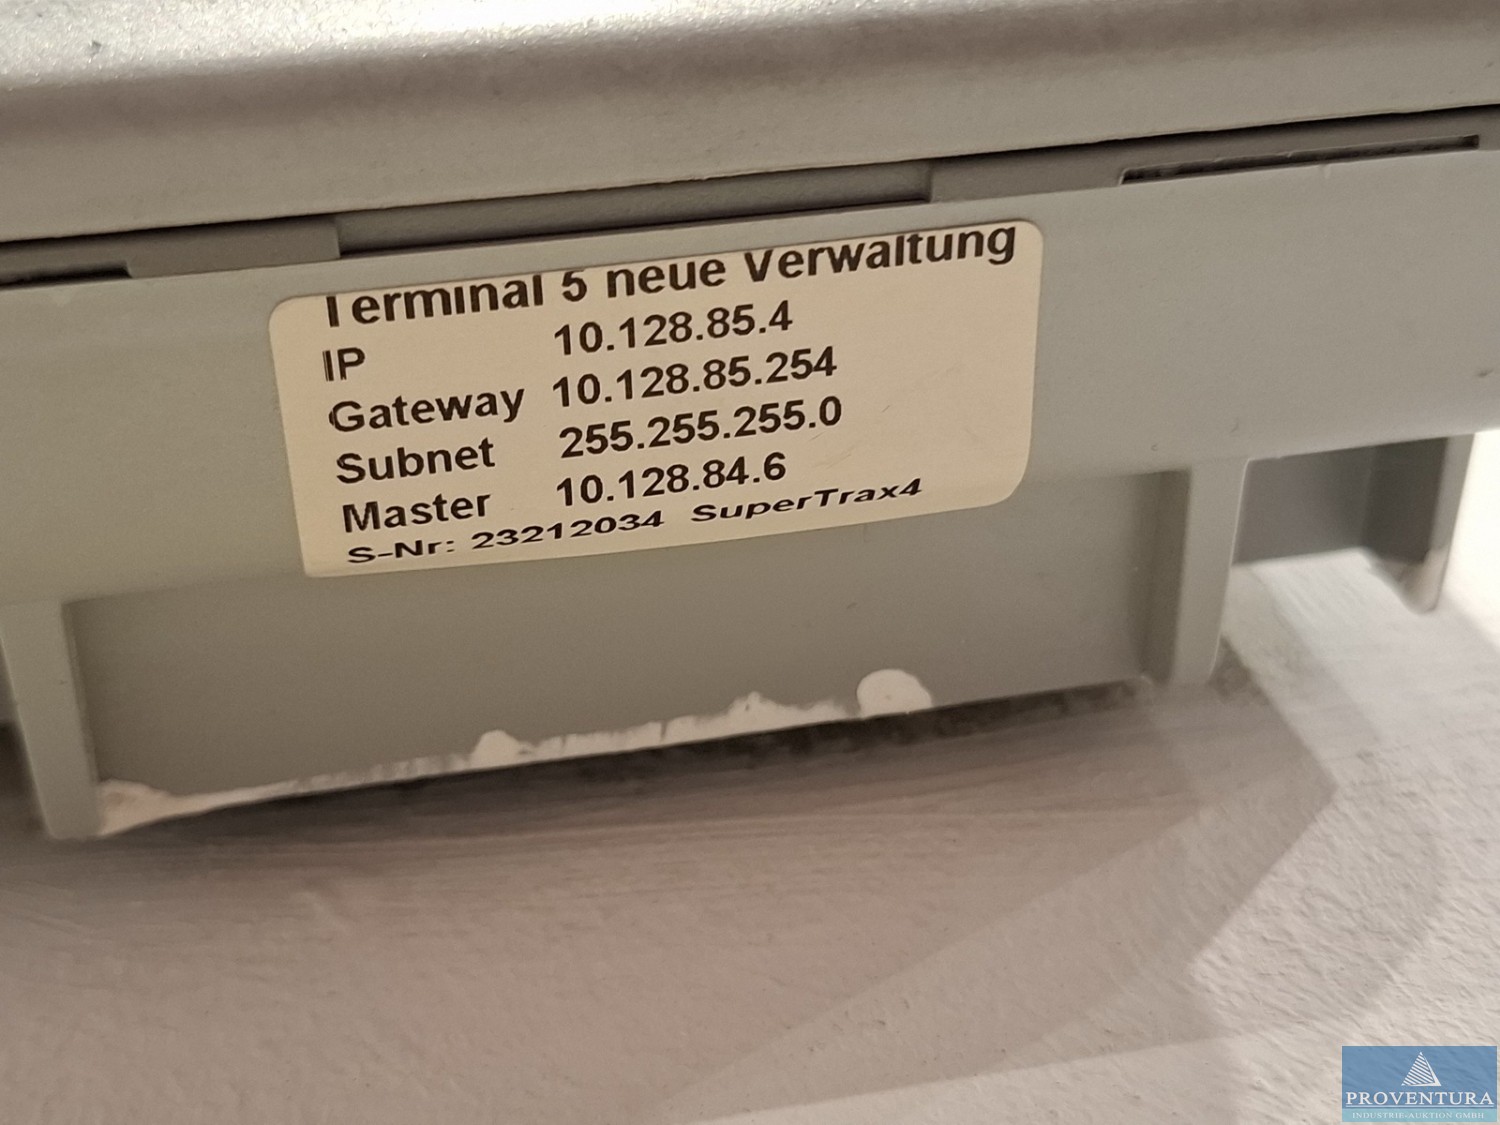 Terminal 5 neue Verwaltung
IP 10.128.85.4
Gateway 10.128.85.254
Subnet 255.255.255.0
Master 10.128.84.6
S-Nr: 23212034 SuperTrax4
PROVENTURA
INDUSTRIE-AUKTION GMBH